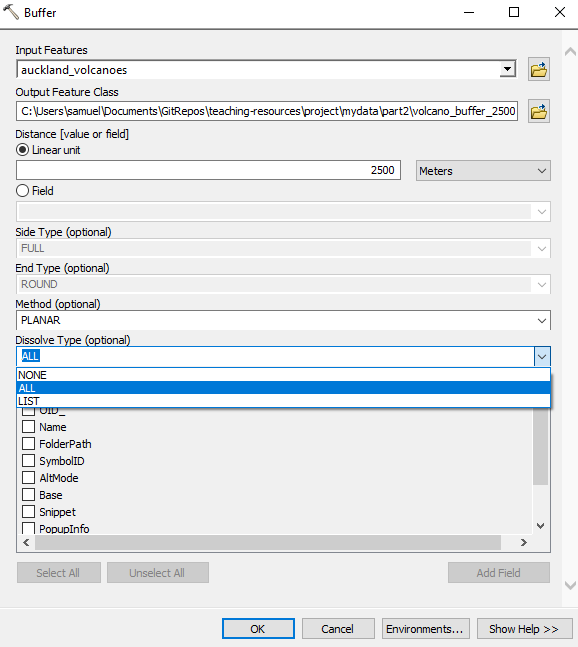 Buffer
Input Features
auckland_volcanoes
Output Feature Class
C:\Users\samuel\Documents\GitRepos\teaching-resources\project\mydata\part2\volcano_buffer_2500
Distance [value or field]
Linear unit
2500 Meters
Field
Side Type (optional)
FULL
End Type (optional)
ROUND
Method (optional)
PLANAR
Dissolve Type (optional)
ALL
NONE
ALL
LIST
OID_
Name
FolderPath
SymbolID
AltMode
Base
Snippet
PopupInfo
Select All Unselect All Add Field
OK Cancel Environments... Show Help >>